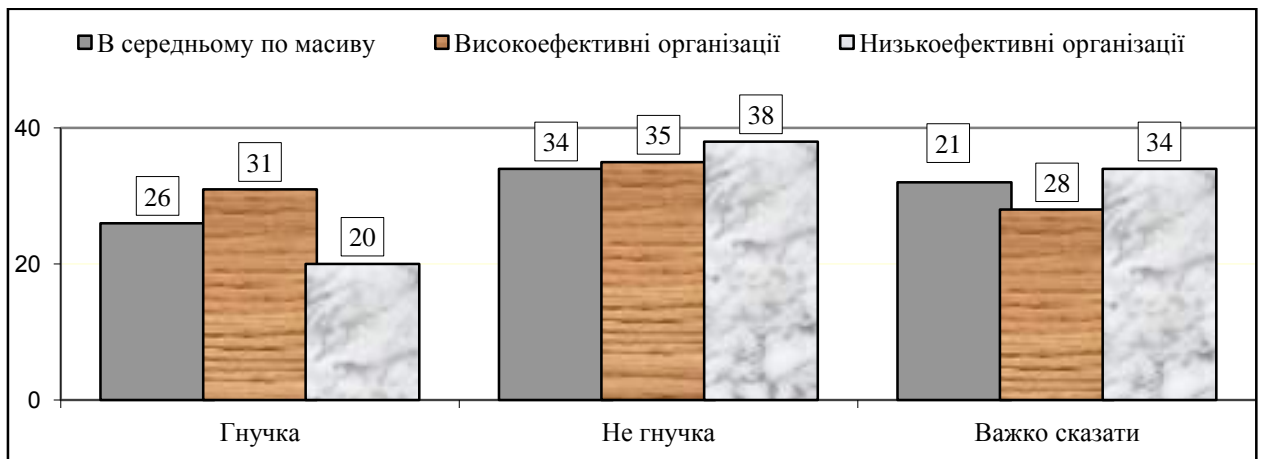 В середньому по масиву Високоефективні організації Низькоефективні організації
40
20
0
26 31 20
34 35 38
21 28 34
Гнучка Не гнучка Важко сказати